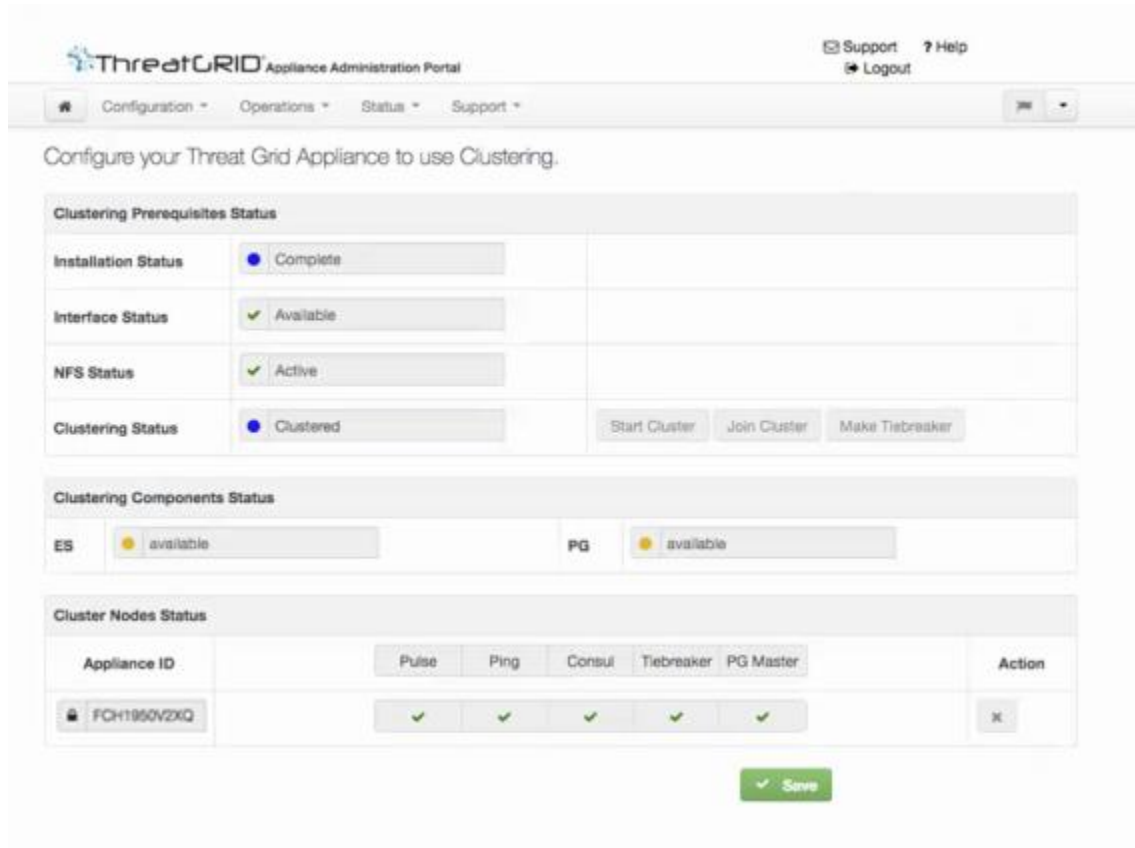 ThreatGRID Appliance Administration Portal
Support ? Help
Logout
Configuration Operations Status Support
Configure your Threat Grid Appliance to use Clustering.
Clustering Prerequisites Status
Installation Status Complete
Interface Status Available
NFS Status Active
Clustering Status Clustered Start Cluster Join Cluster Make Tiebreaker
Clustering Components Status
ES available PG available
Cluster Nodes Status
Appliance ID Pulse Ping Consul Tiebreaker PG Master Action
FCH1950V2XQ
Save